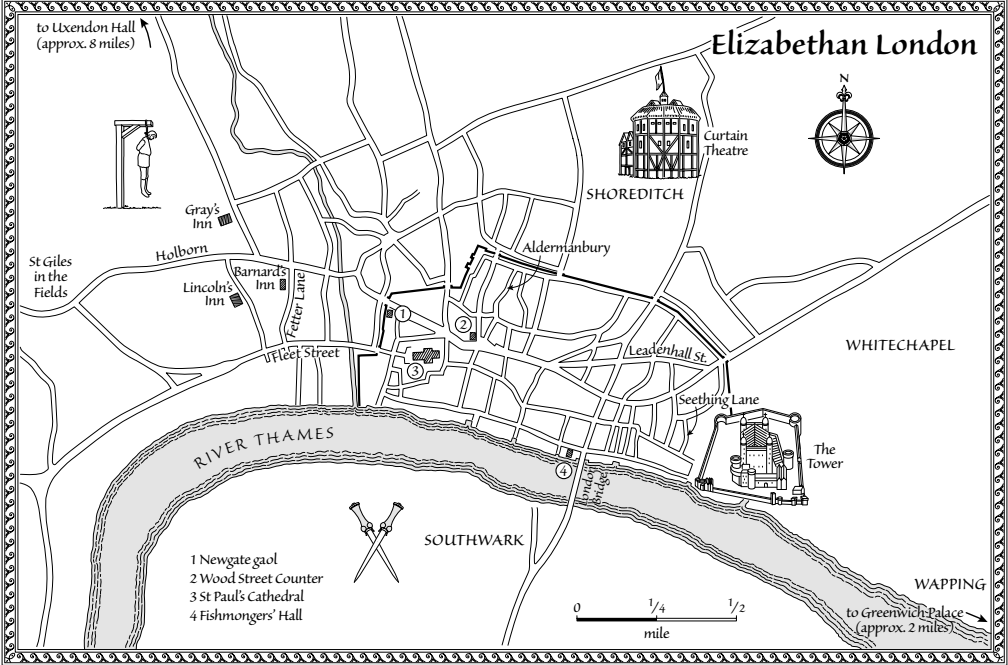 to Uxendon Hall
(approx. 8 miles)
Elizabethan London
N
Curtain
Theatre
SHOREDITCH
Gray's
Inn
Aldermanbury
Holborn
St Giles
in the
Fields
Barnard's
Inn
Lincoln's
Inn
Fetter Lane
1
2
Fleet Street
3
Leadenhall St.
WHITECHAPEL
Seething Lane
RIVER THAMES
The
Tower
4
London
Bridge
SOUTHWARK
1 Newgate gaol
2 Wood Street Counter
3 St Paul's Cathedral
4 Fishmongers' Hall
WAPPING
0 1/4 1/2
mile
to Greenwich Palace
(approx. 2 miles)